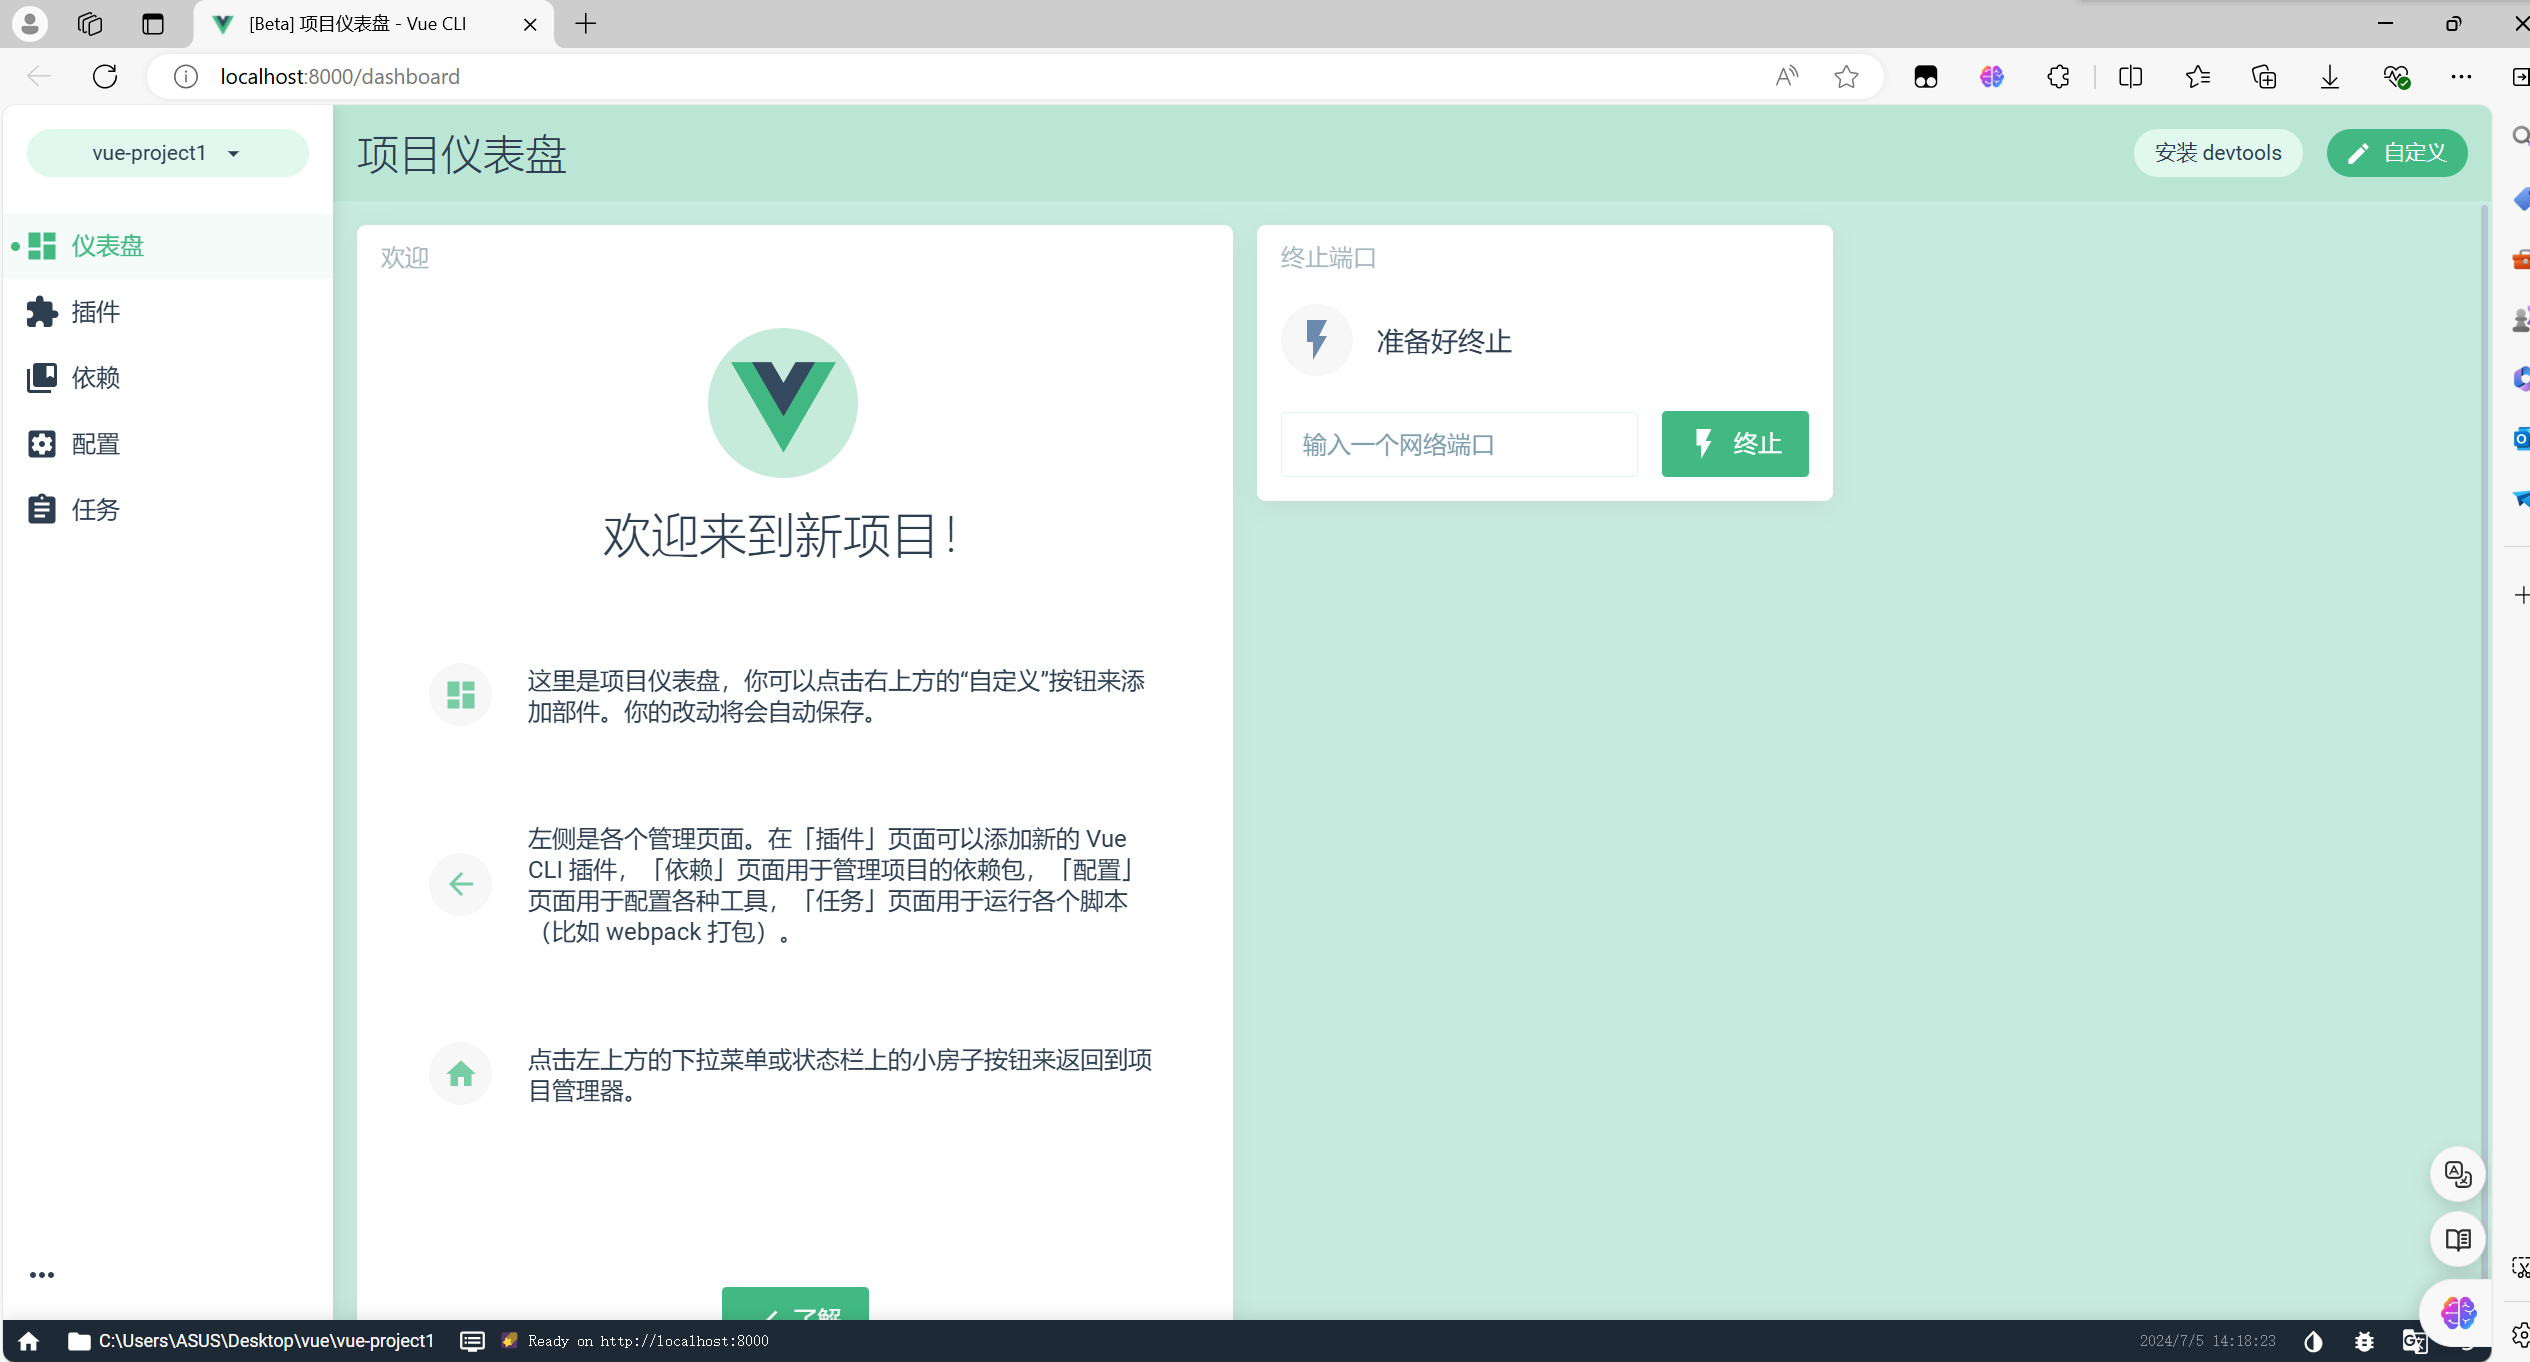 [Beta] 项目仪表盘 - Vue CLI
localhost:8000/dashboard
vue-project1
项目仪表盘
安装 devtools
自定义
仪表盘
插件
依赖
配置
任务
欢迎
欢迎来到新项目！
这里是项目仪表盘，你可以点击右上方的“自定义”按钮来添
加部件。你的改动将会自动保存。
左侧是各个管理页面。在「插件」页面可以添加新的 Vue
CLI 插件，「依赖」页面用于管理项目的依赖包，「配置」
页面用于配置各种工具，「任务」页面用于运行各个脚本
（比如 webpack 打包）。
点击左上方的下拉菜单或状态栏上的小房子按钮来返回到项
目管理器。
了解
终止端口
准备好终止
输入一个网络端口
终止
C:\Users\ASUS\Desktop\vue\vue-project1
Ready on http://localhost:8000
2024/7/5 14:18:23